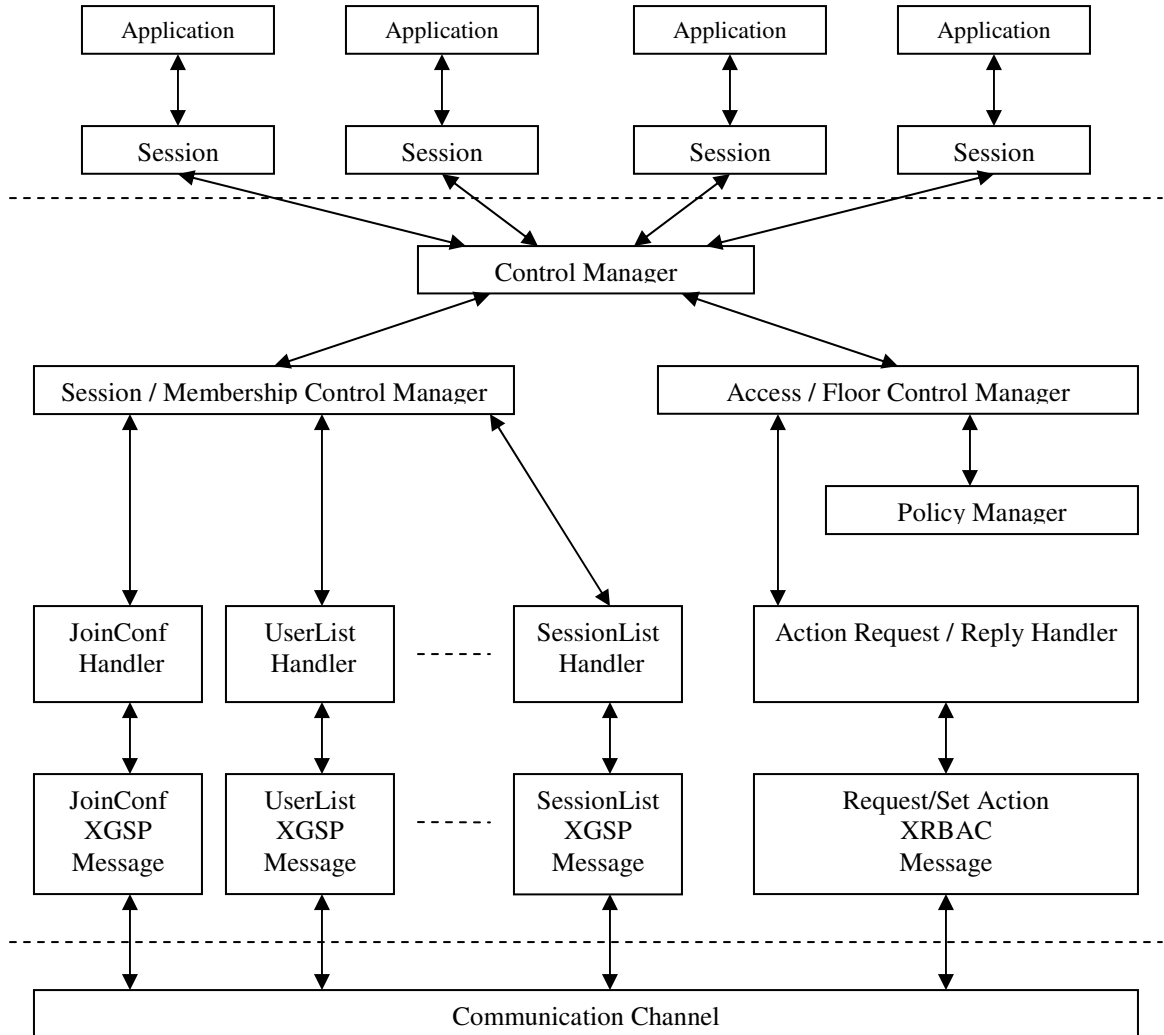 Application
Application
Application
Application
Session
Session
Session
Session
Control Manager
Session / Membership Control Manager
Access / Floor Control Manager
Policy Manager
JoinConf
Handler
UserList
Handler
SessionList
Handler
Action Request / Reply Handler
JoinConf
XGSP
Message
UserList
XGSP
Message
SessionList
XGSP
Message
Request/Set Action
XRBAC
Message
Communication Channel